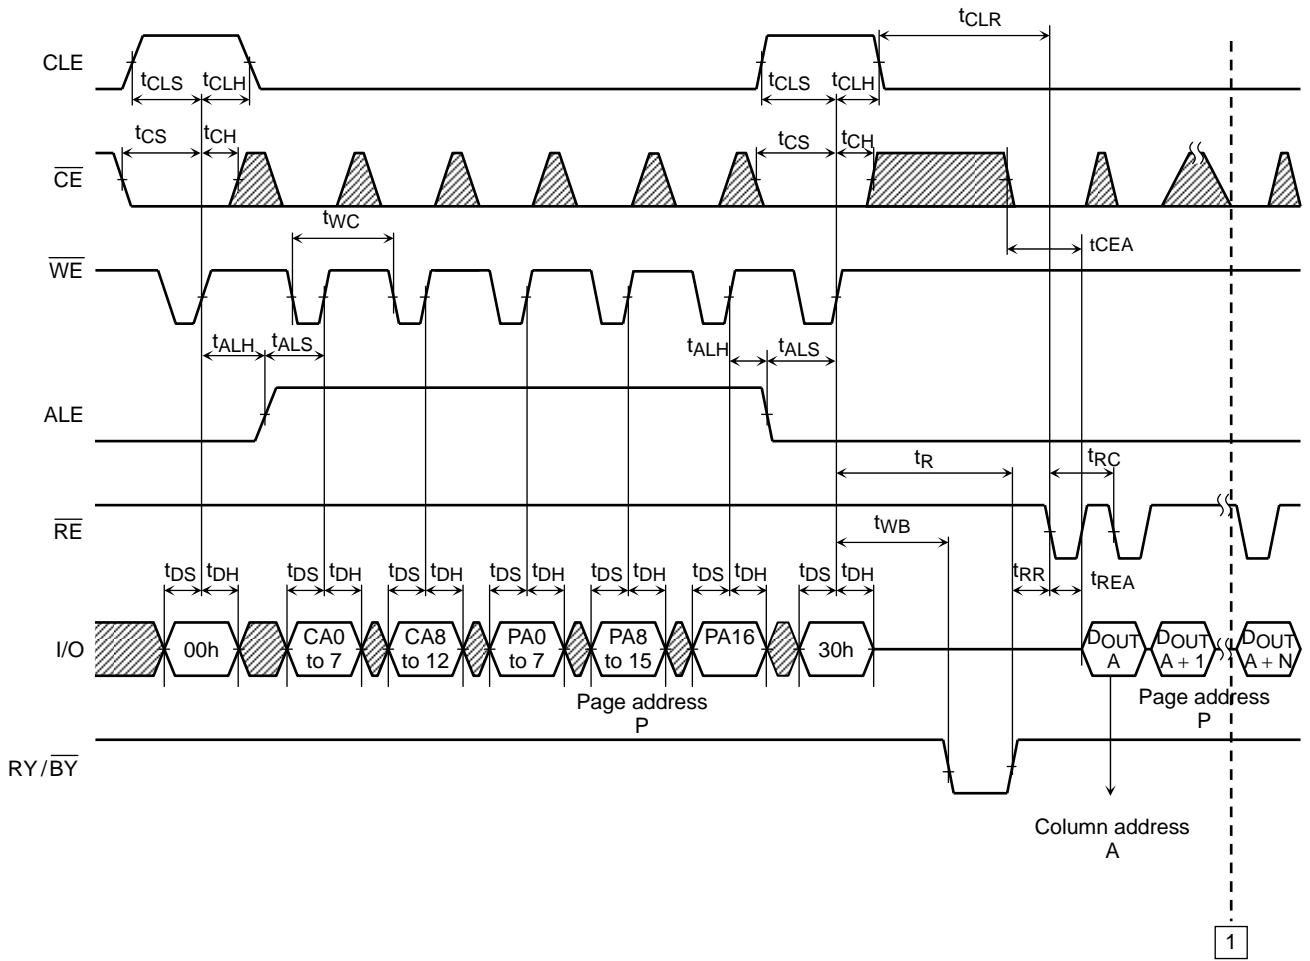 tCLR
CLE
tCLS tCLH tCLS tCLH
tCS tCH tCS tCH
CE
tWC
tCEA
WE
tALH tALS tALH tALS
ALE
tR tRC
RE
tWB
tDS tDH tDS tDH tDS tDH tDS tDH tDS tDH tDS tDH tDS tDH tRR tREA
I/O 00h CA0 to 7 CA8 to 12 PA0 to 7 PA8 to 15 PA16 30h DOUT A DOUT A + 1 DOUT A + N
Page address
P
Page address
P
RY/BY
Column address
A
1